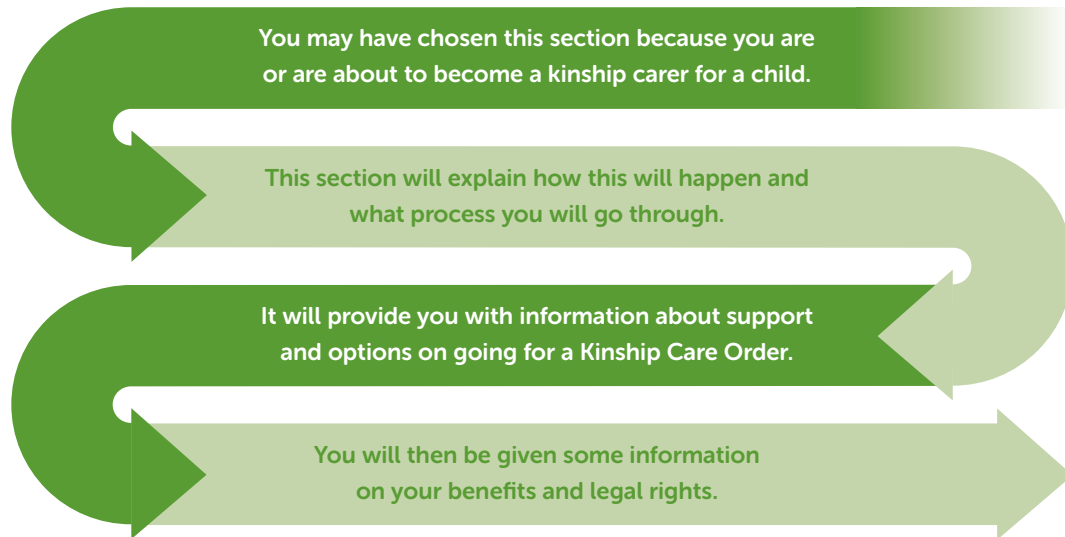 You may have chosen this section because you are
or are about to become a kinship carer for a child.
This section will explain how this will happen and
what process you will go through.
It will provide you with information about support
and options on going for a Kinship Care Order.
You will then be given some information
on your benefits and legal rights.